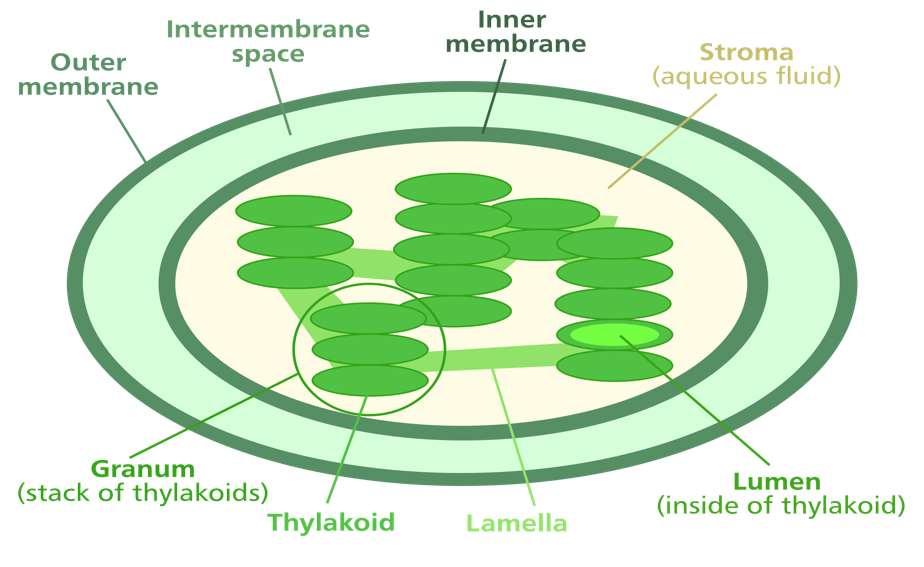 Outer
membrane
Intermembrane
space
Inner
membrane
Stroma
(aqueous fluid)
Granum
(stack of thylakoids)
Thylakoid
Lamella
Lumen
(inside of thylakoid)